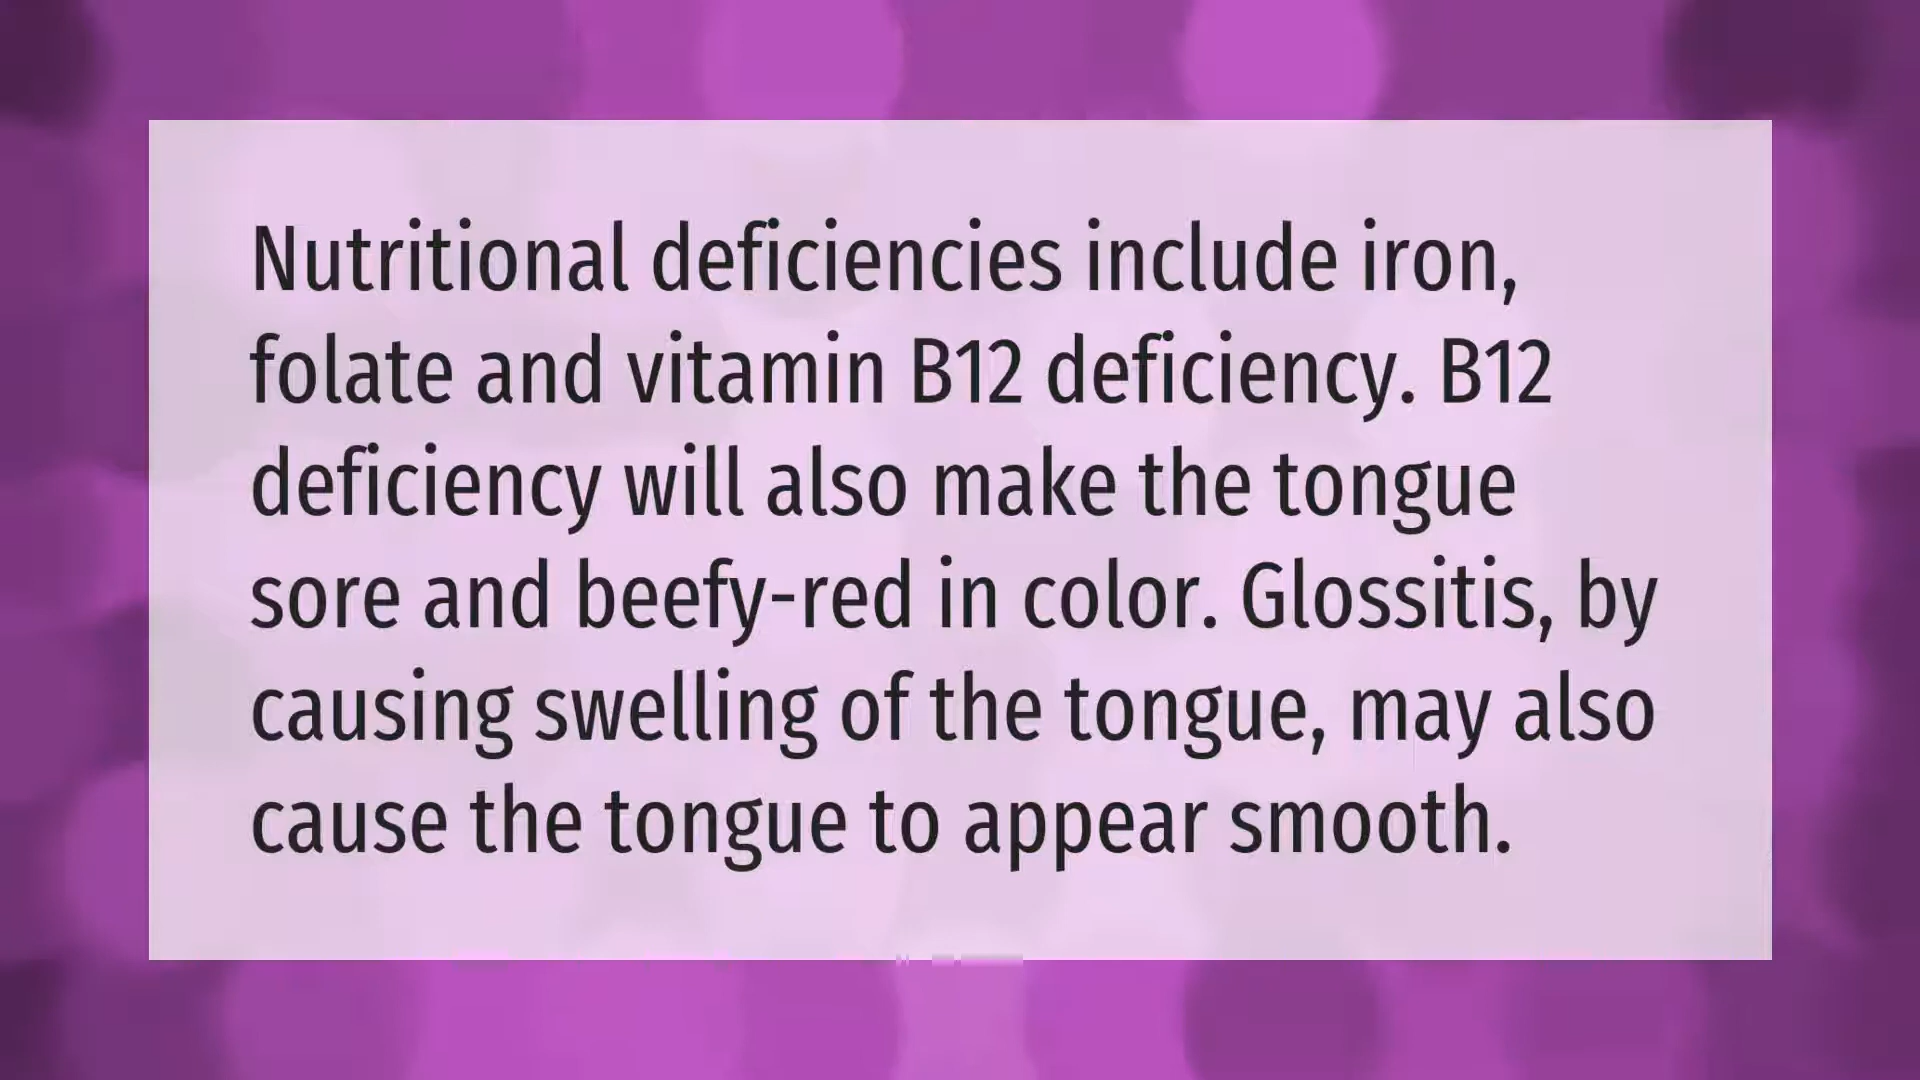 Nutritional deficiencies include iron,
folate and vitamin B12 deficiency. B12
deficiency will also make the tongue
sore and beefy-red in color. Glossitis, by
causing swelling of the tongue, may also
cause the tongue to appear smooth.